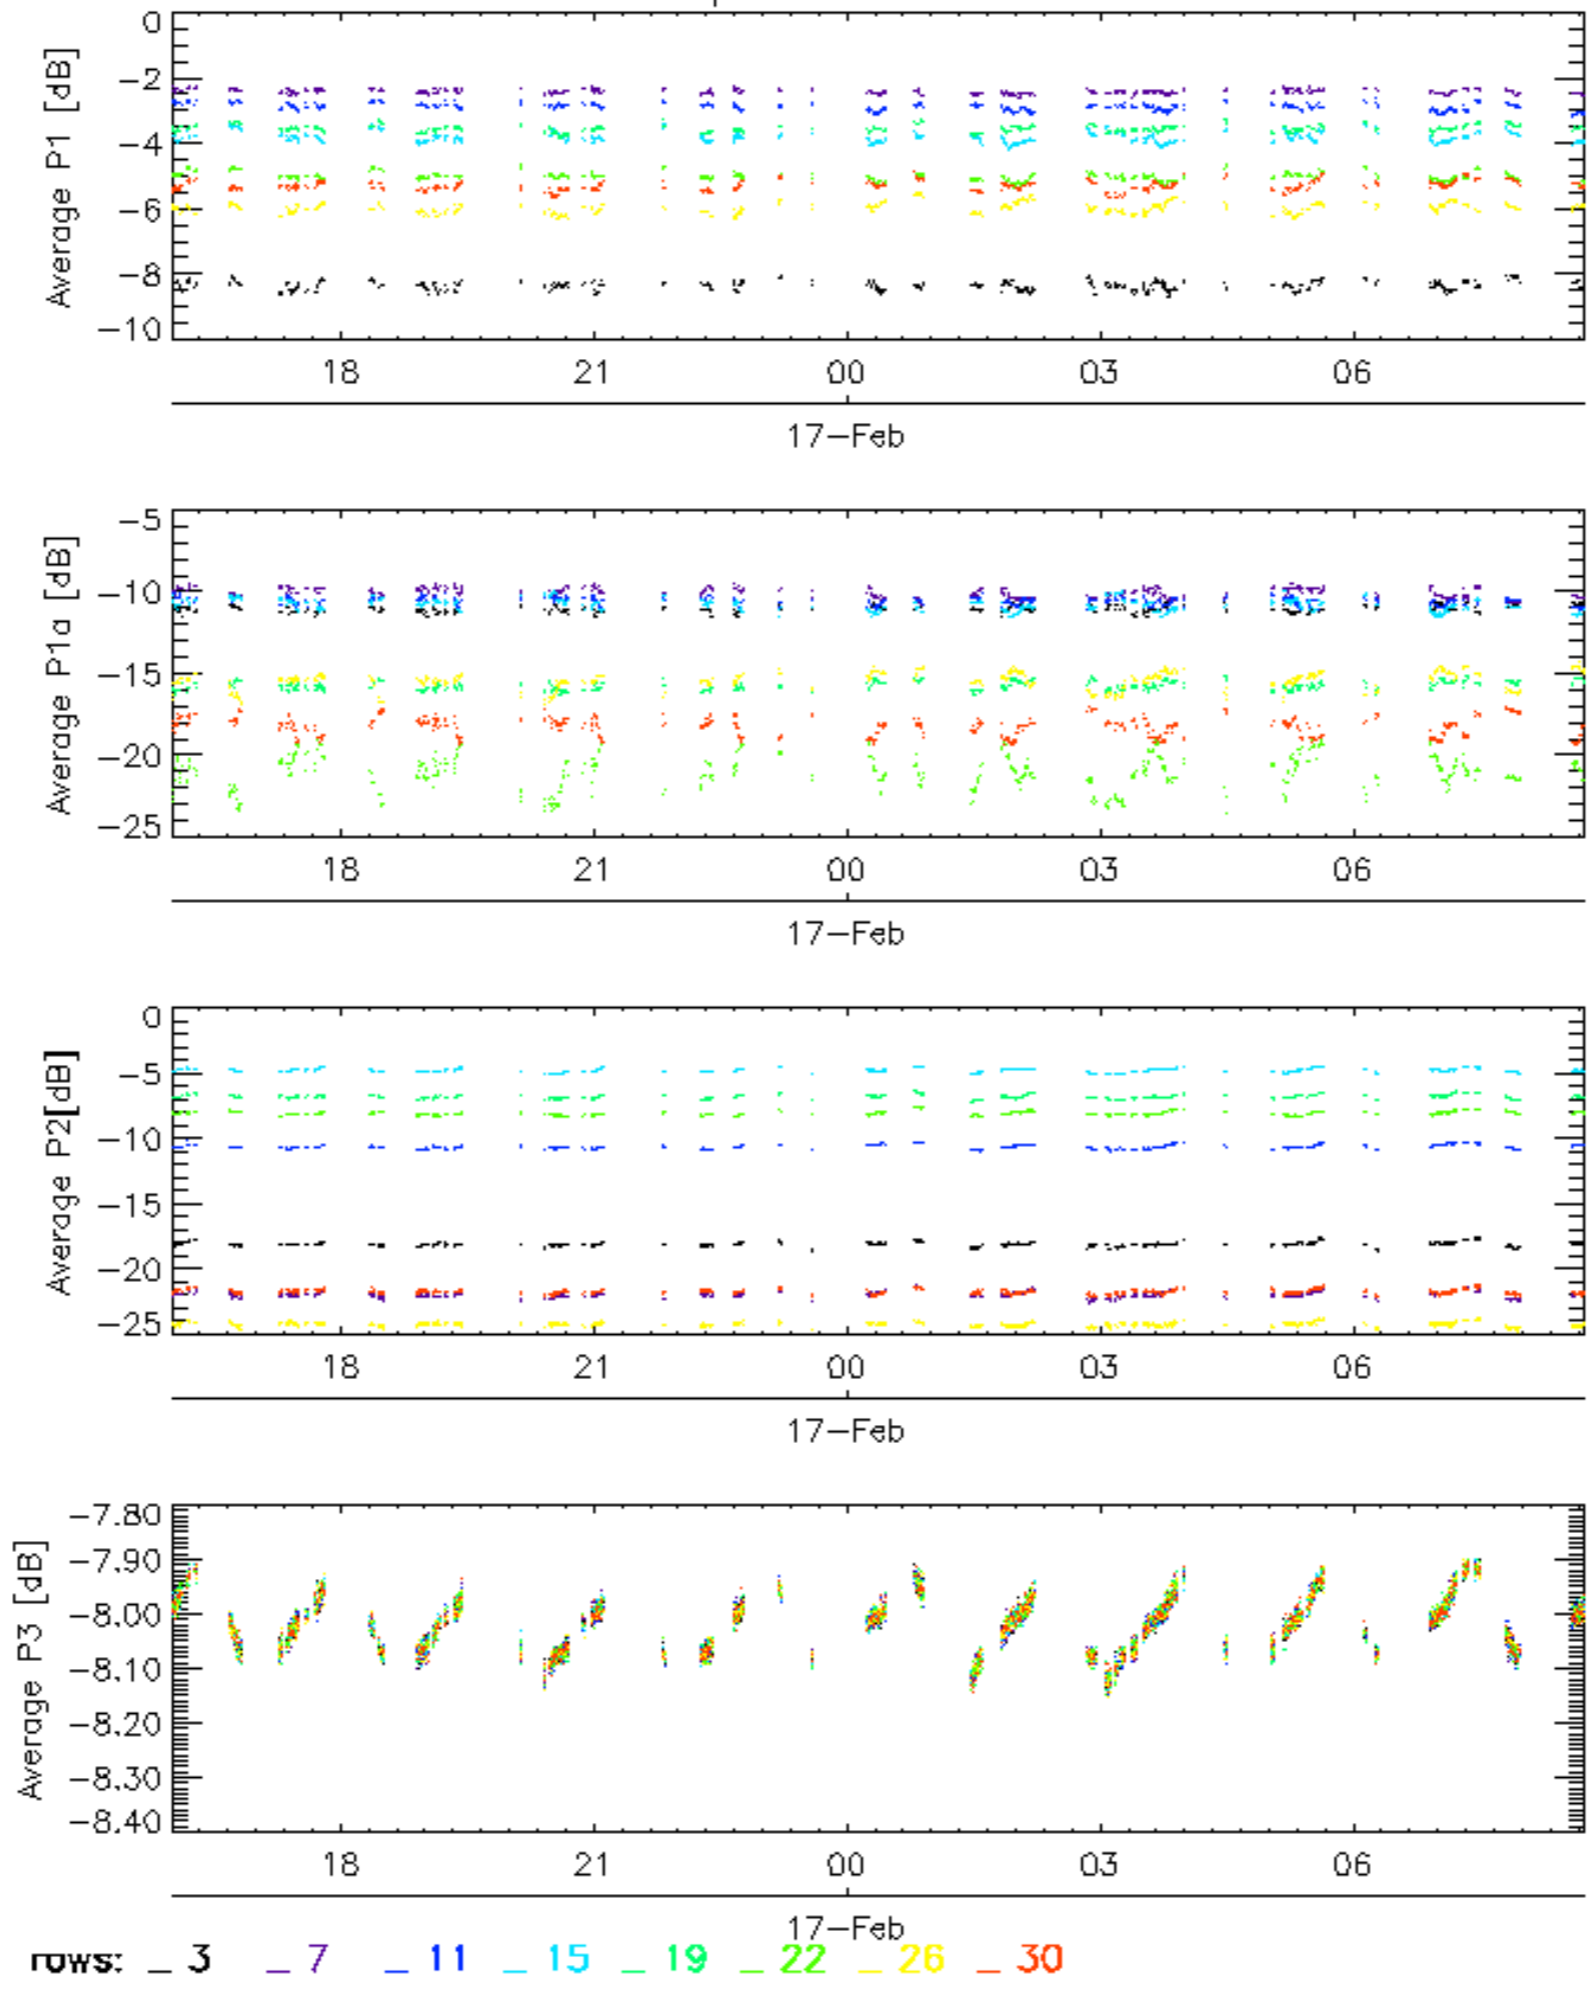 0
-2
-4
-6
-8
-10
Average P1 [dB]
18 21 00 03 06
17-Feb
-5
-10
-15
-20
-25
Average P1a [dB]
18 21 00 03 06
17-Feb
0
-5
-10
-15
-20
-25
Average P2[dB]
18 21 00 03 06
17-Feb
-7.80
-7.90
-8.00
-8.10
-8.20
-8.30
-8.40
Average P3 [dB]
18 21 00 03 06
17-Feb
rows: _ 3 _ 7 _ 11 _ 15 _ 19 _ 22 _ 26 _ 30